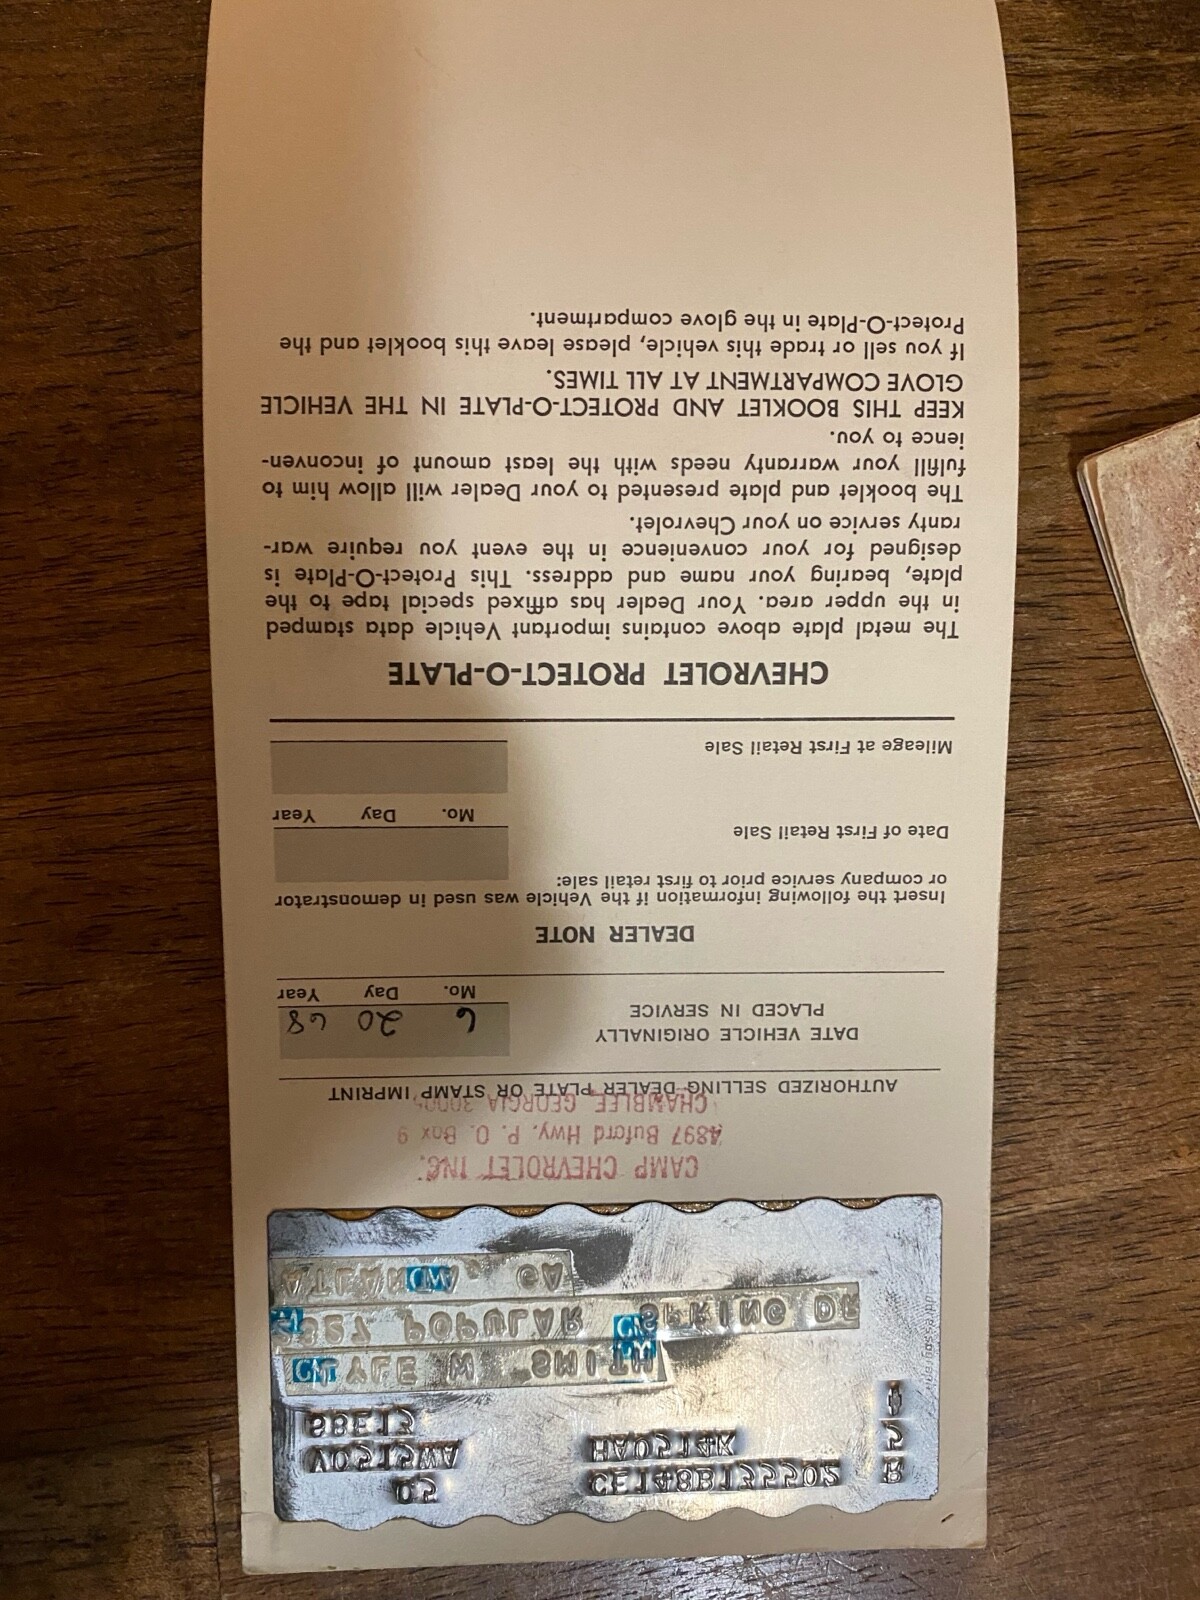 HA0514K
SMITH
POPULAR SPRING DR
ATLANTA, GA
CAMP CHEVROLET INC.
4897 Buford Hwy. P. O. Box 9
CHAMBLEE, GEORGIA
AUTHORIZED SELLING DEALER PLATE OR STAMP IMPRINT
DATE VEHICLE ORIGINALLY
PLACED IN SERVICE
6 20 68
Mo. Day Year
DEALER NOTE
Insert the following information if the Vehicle was used in demonstrator
or company service prior to first retail sale:
Date of First Retail Sale
Mo. Day Year
Mileage at First Retail Sale
CHEVROLET PROTECT-O-PLATE
The metal plate above contains important Vehicle data stamped
in the upper area. Your Dealer has affixed special tape to the
plate, bearing your name and address. This Protect-O-Plate is
designed for your convenience in the event you require war-
ranty service on your Chevrolet.
The booklet and plate presented to your Dealer will allow him to
fulfill your warranty needs with the least amount of inconven-
ience to you.
KEEP THIS BOOKLET AND PROTECT-O-PLATE IN THE VEHICLE
GLOVE COMPARTMENT AT ALL TIMES.
If you sell or trade this vehicle, please leave this booklet and the
Protect-O-Plate in the glove compartment.